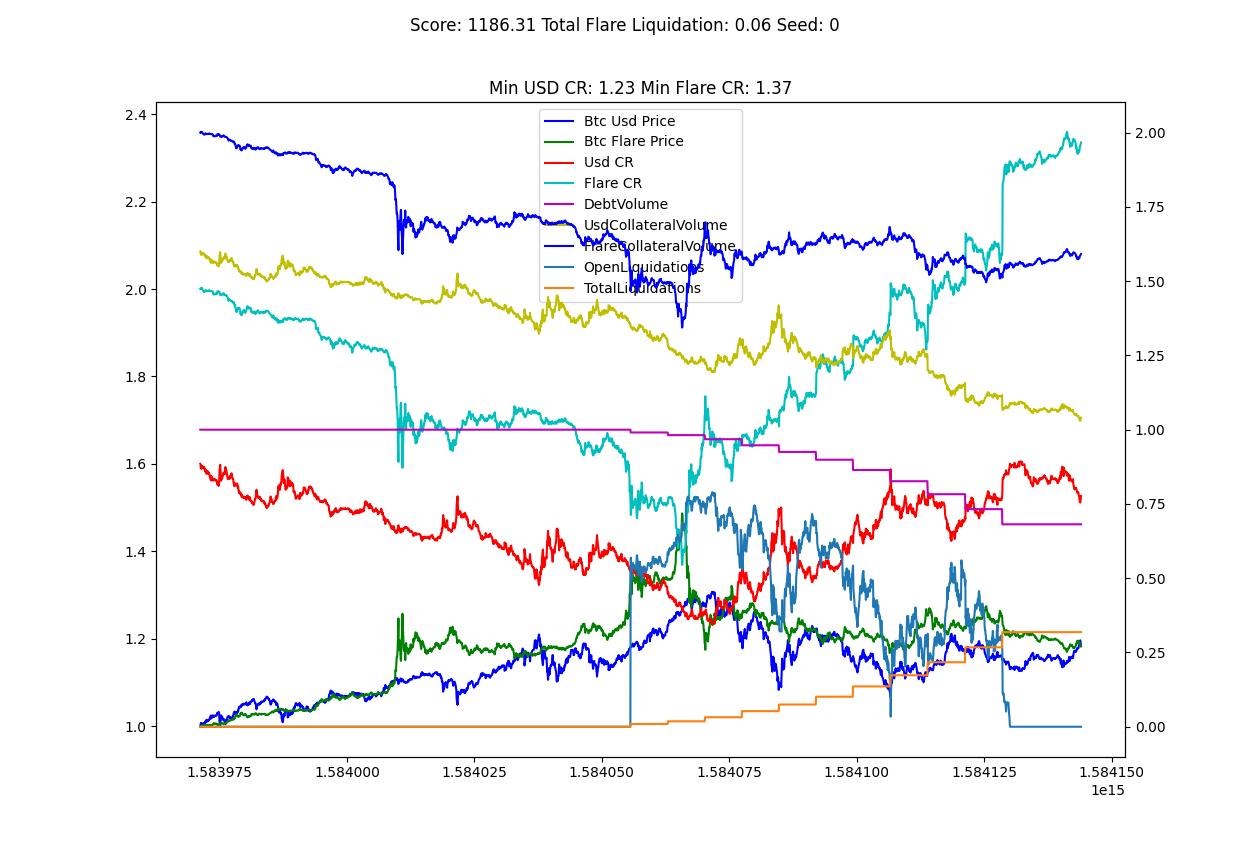 Score: 1186.31 Total Flare Liquidation: 0.06 Seed: 0
Min USD CR: 1.23 Min Flare CR: 1.37
Btc Usd Price
Btc Flare Price
Usd CR
Flare CR
DebtVolume
UsdCollateralVolume
FlareCollateralVolume
OpenLiquidations
TotalLiquidations
2.4
2.2
2.0
1.8
1.6
1.4
1.2
1.0
2.00
1.75
1.50
1.25
1.00
0.75
0.50
0.25
0.00
1.583975 1.584000 1.584025 1.584050 1.584075 1.584100 1.584125 1.584150
1e15